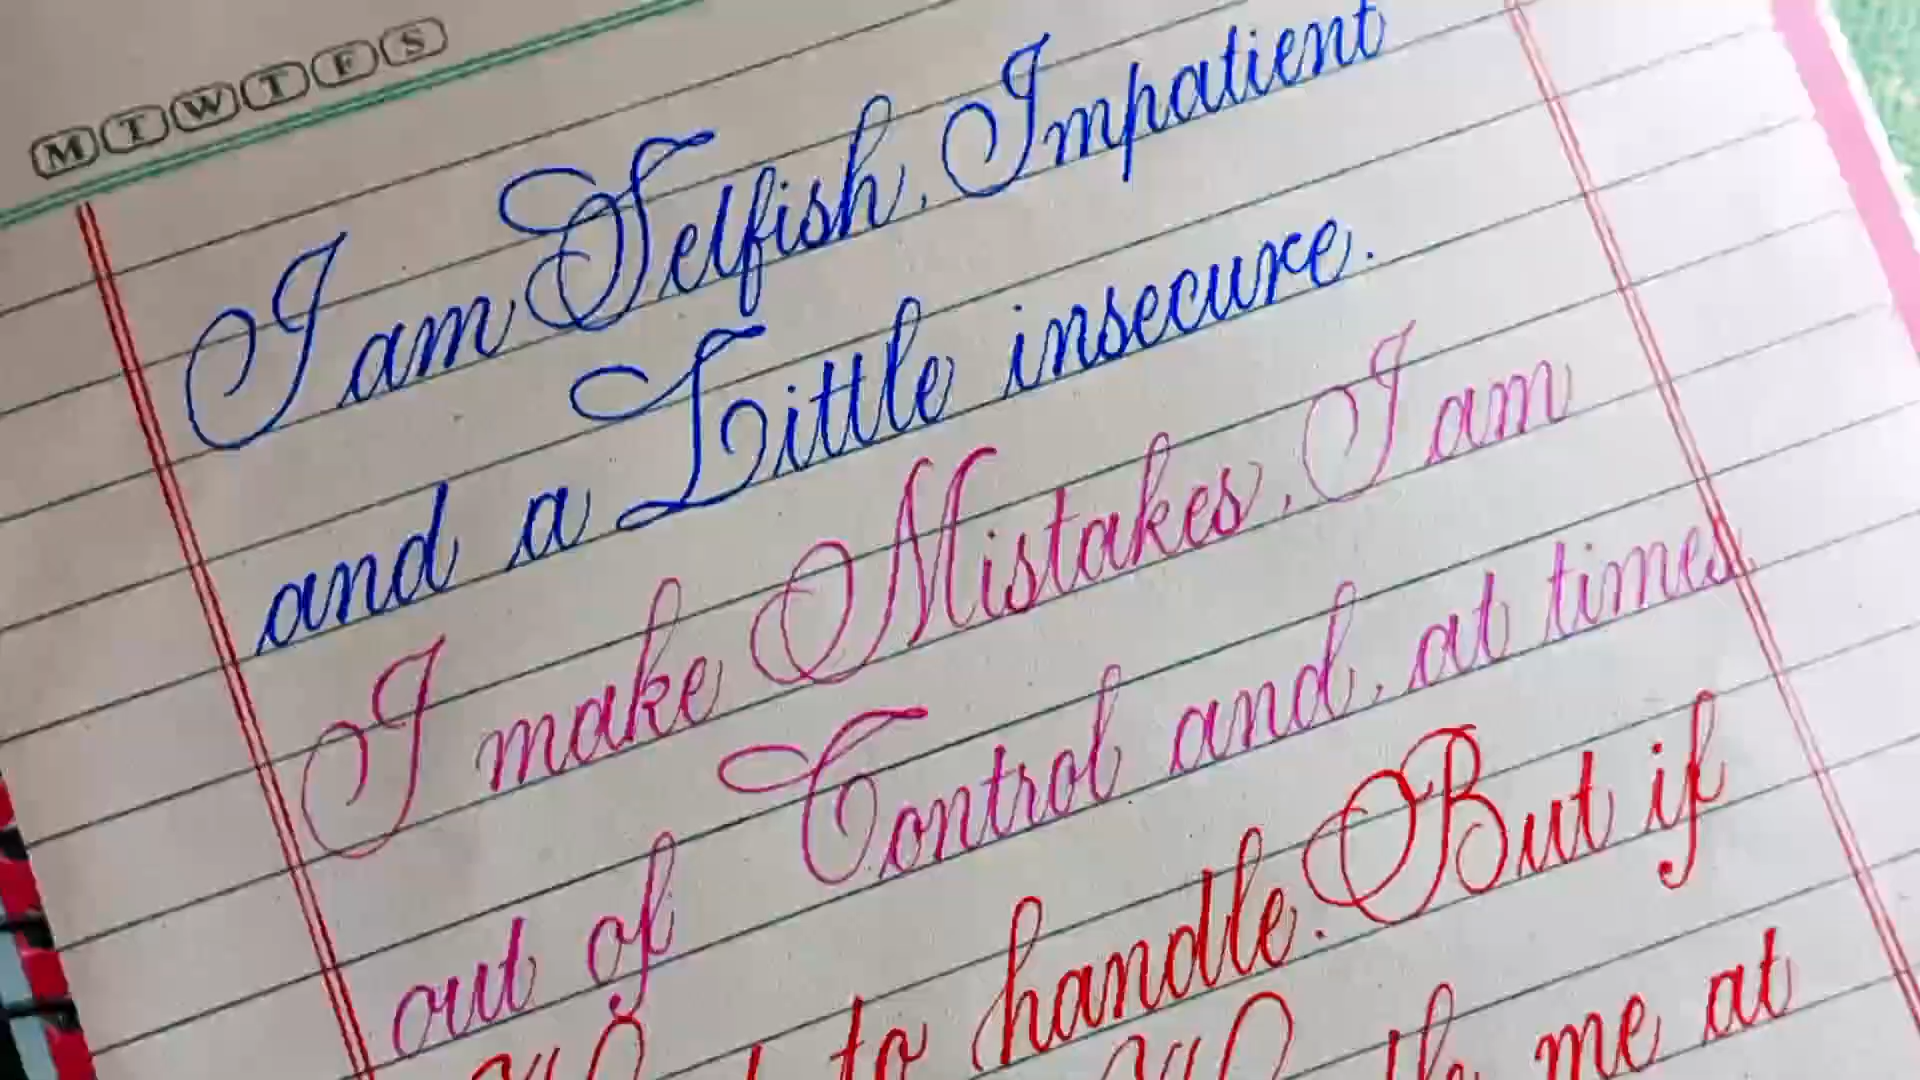 M T W T F S
I am Selfish, Impatient
and a Little insecure.
I make Mistakes, I am
out of Control and, at times
to handle. But if
me at